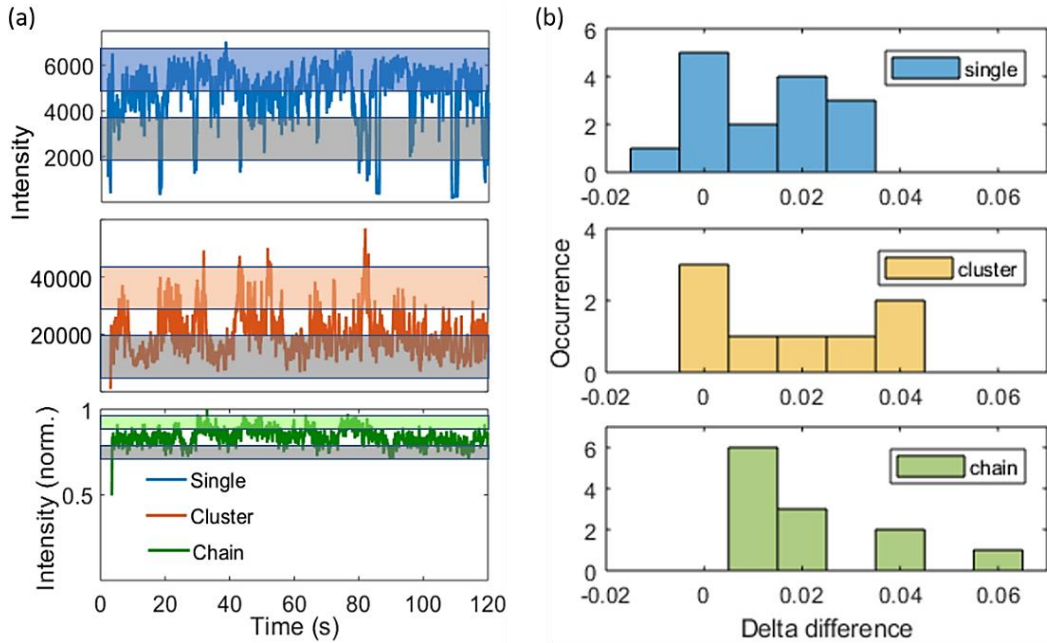 (a)
6000
4000
2000
Intensity
40000
20000
1
0.5
Intensity (norm.)
Single
Cluster
Chain
0 20 40 60 80 100 120
Time (s)
(b)
6
4
2
0
single
-0.02 0 0.02 0.04 0.06
4
2
0
cluster
Occurrence
-0.02 0 0.02 0.04 0.06
6
4
2
0
chain
-0.02 0 0.02 0.04 0.06
Delta difference